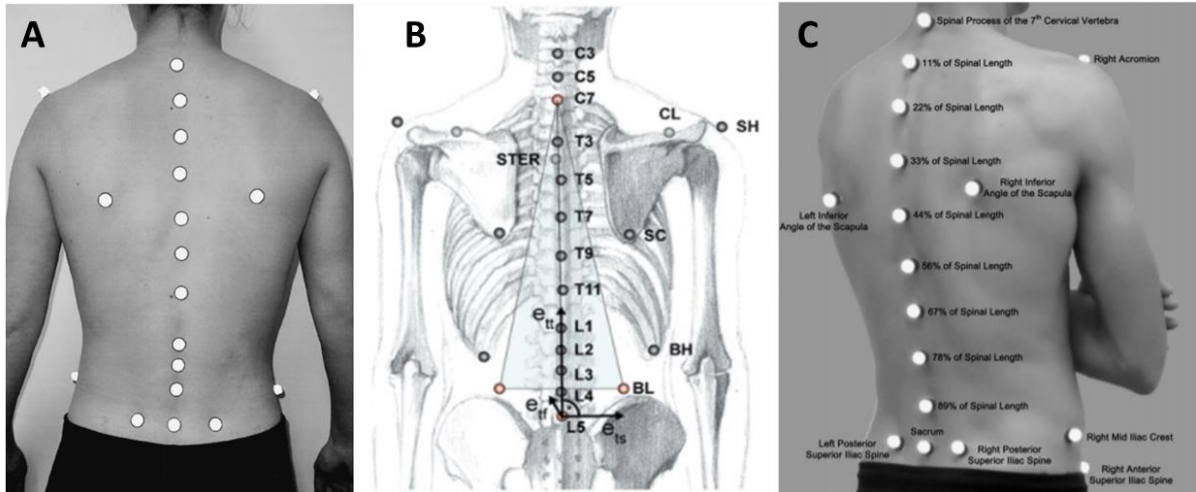 A
B
C3
C5
C7
CL
SH
T3
STER
T5
T7
SC
T9
T11
e_tt
L1
L2
BH
L3
BL
L4
e_tf
L5
e_ts
C
Spinal Process of the 7th Cervical Vertebra
11% of Spinal Length
Right Acromion
22% of Spinal Length
33% of Spinal Length
Right Inferior
Angle of the Scapula
Left Inferior
Angle of the Scapula
44% of Spinal Length
56% of Spinal Length
67% of Spinal Length
78% of Spinal Length
89% of Spinal Length
Left Posterior
Superior Iliac Spine
Sacrum
Right Posterior
Superior Iliac Spine
Right Mid Iliac Crest
Right Anterior
Superior Iliac Spine